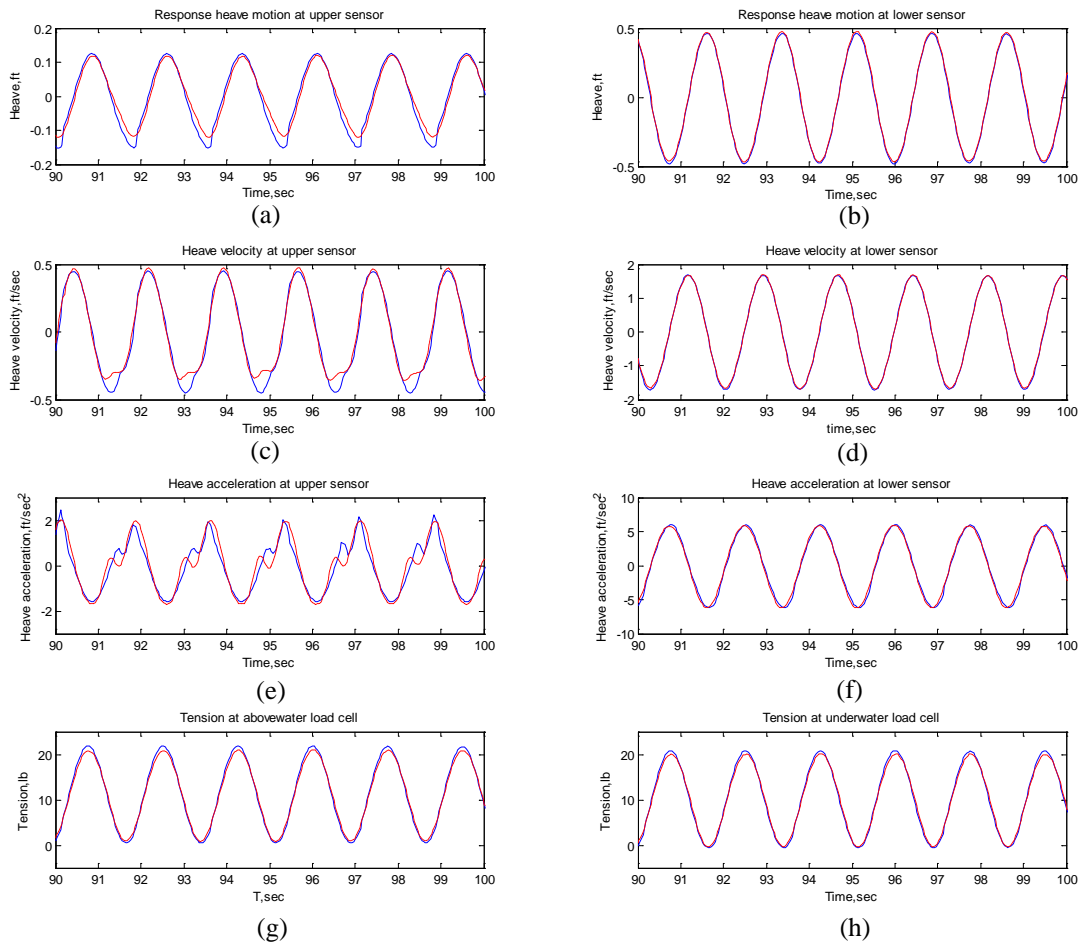 Response heave motion at upper sensor
0.2
0.1
0
-0.1
-0.2
Heave,ft
90 91 92 93 94 95 96 97 98 99 100
Time,sec
(a)
Response heave motion at lower sensor
0.5
0
-0.5
Heave,ft
90 91 92 93 94 95 96 97 98 99 100
Time,sec
(b)
Heave velocity at upper sensor
0.5
0
-0.5
Heave velocity,ft/sec
90 91 92 93 94 95 96 97 98 99 100
Time,sec
(c)
Heave velocity at lower sensor
2
1
0
-1
-2
Heave velocity,ft/sec
90 91 92 93 94 95 96 97 98 99 100
time,sec
(d)
Heave acceleration at upper sensor
2
0
-2
Heave acceleration,ft/sec²
90 91 92 93 94 95 96 97 98 99 100
Time,sec
(e)
Heave acceleration at lower sensor
10
5
0
-5
-10
Heave acceleration,ft/sec²
90 91 92 93 94 95 96 97 98 99 100
Time,sec
(f)
Tension at abovewater load cell
20
10
0
Tension,lb
90 91 92 93 94 95 96 97 98 99 100
T,sec
(g)
Tension at underwater load cell
20
10
0
Tension,lb
90 91 92 93 94 95 96 97 98 99 100
Time,sec
(h)